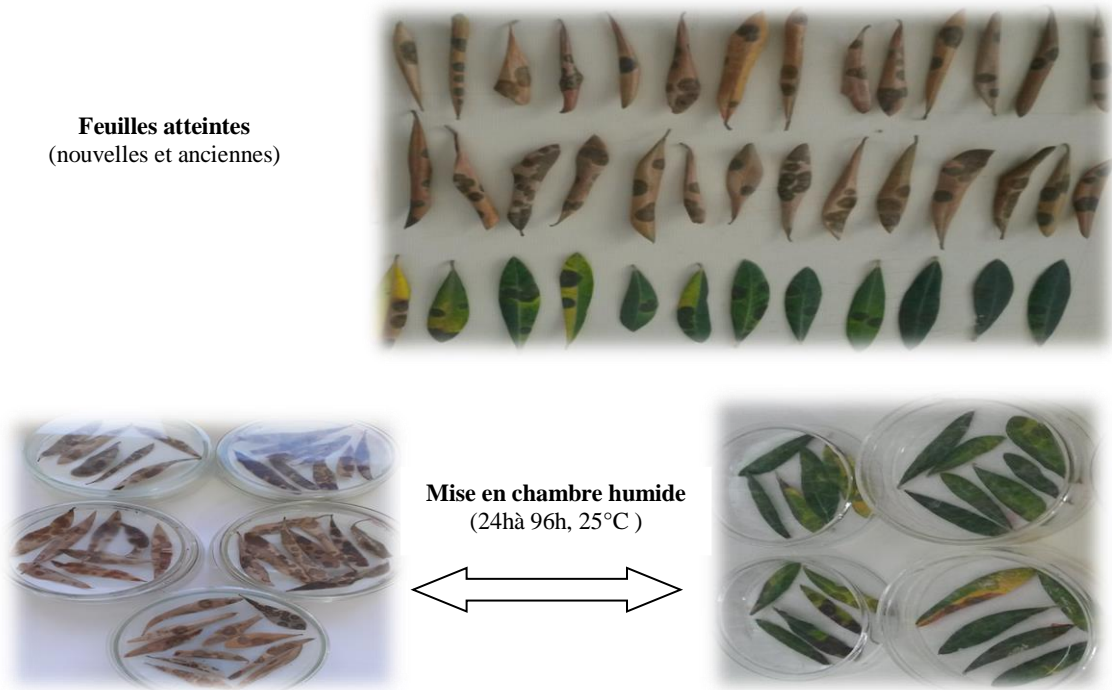 Feuilles atteintes
(nouvelles et anciennes)
Mise en chambre humide
(24hà 96h, 25°C )